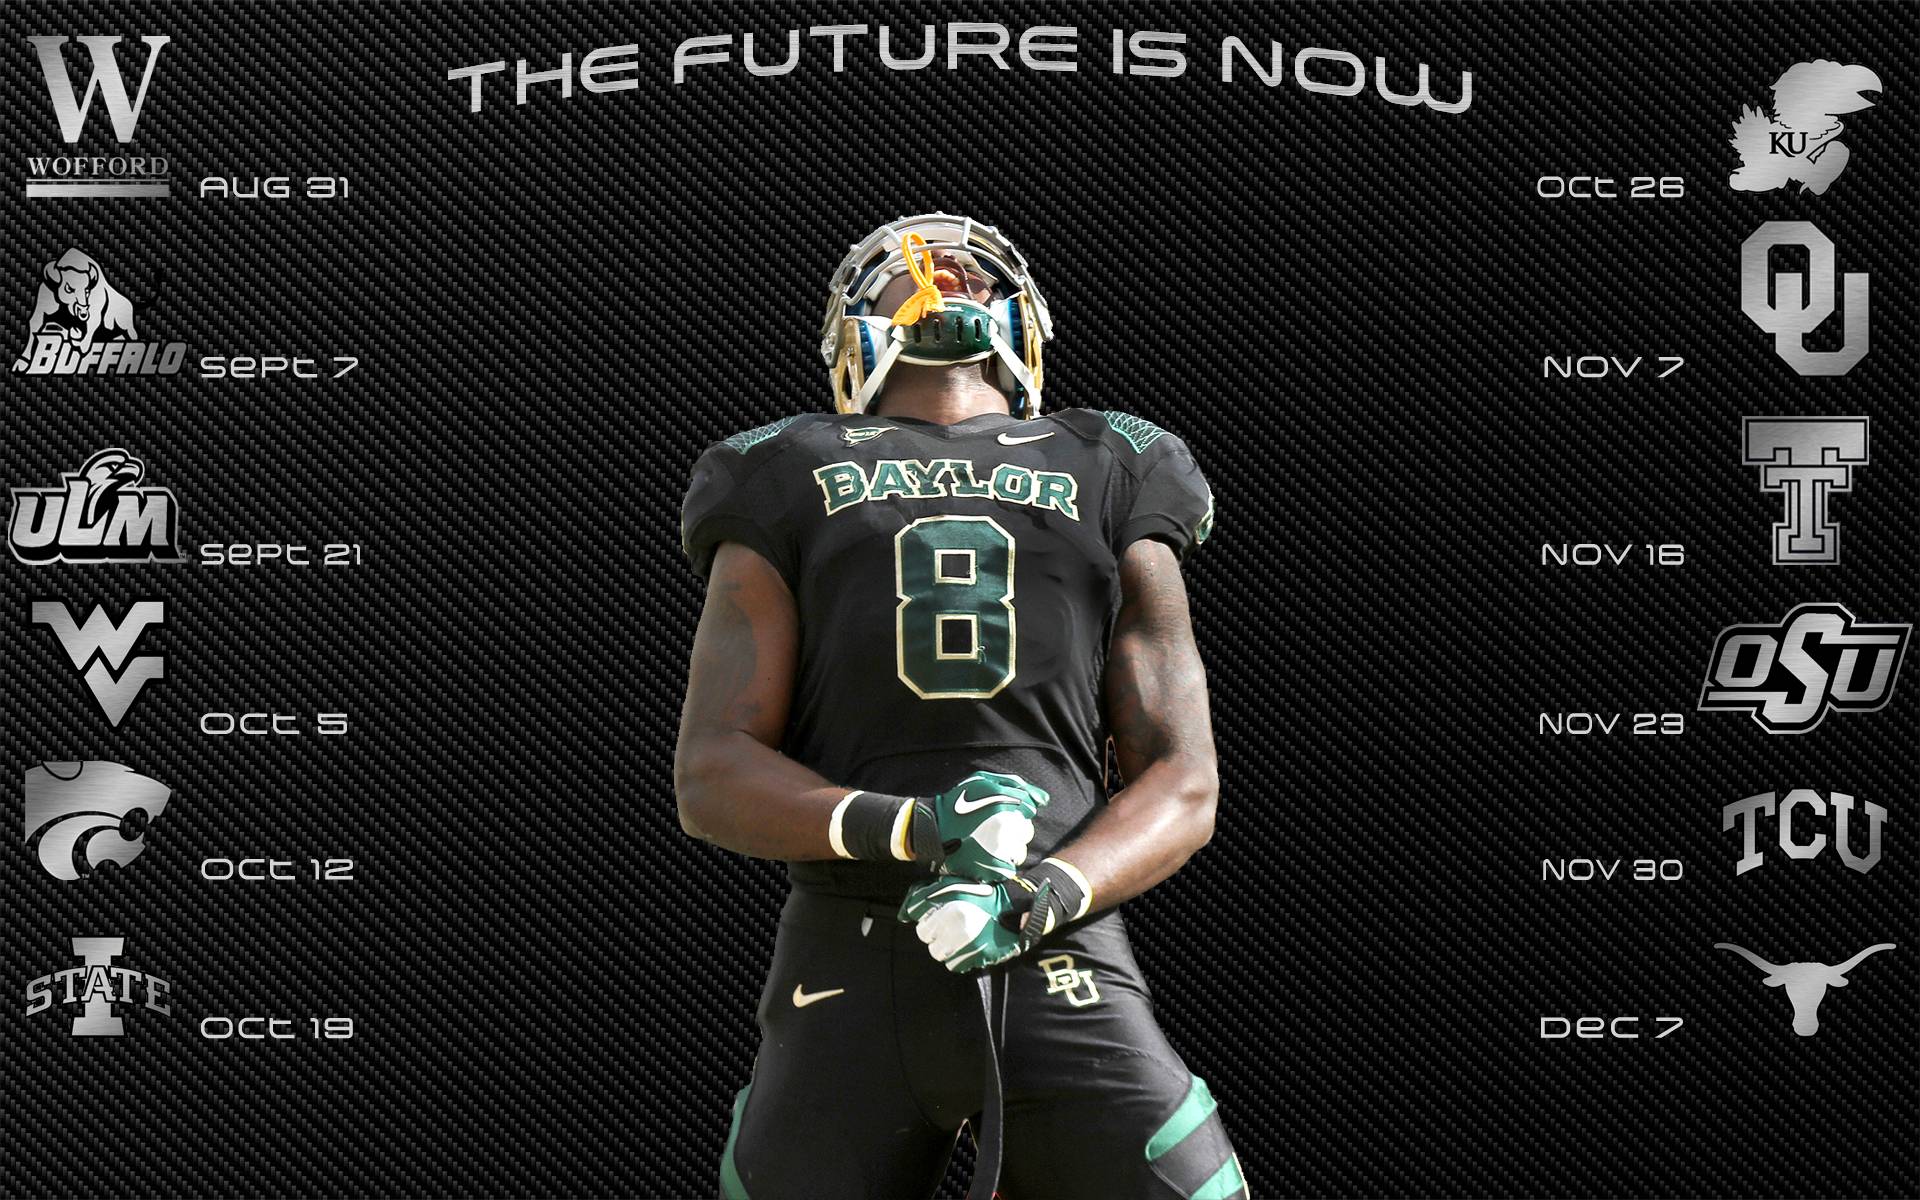 THE FUTURE IS NOW
W
WOFFORD
AUG 31
BUFFALO
SEPT 7
ULM
SEPT 21
WV
OCT 5
OCT 12
I
STATE
OCT 19
KU
OCT 26
OU
NOV 7
TT
NOV 16
OSU
NOV 23
TCU
NOV 30
DEC 7
BAYLOR
8
BU